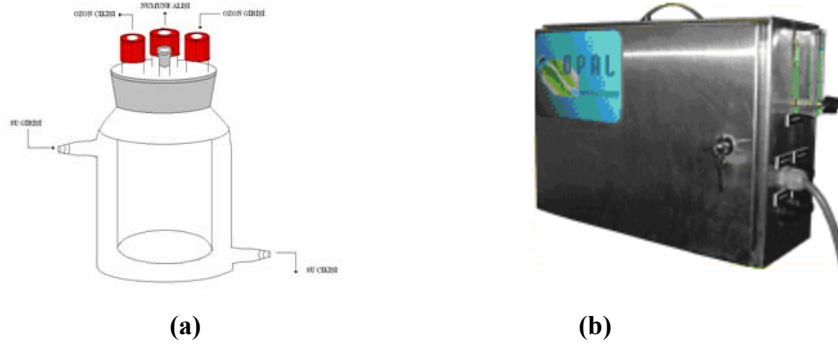 OZON ÇIKIŞI
NUMUNE ALIŞI
OZON GİRİŞİ
SU GİRİŞİ
SU ÇIKIŞI
OPAL
(a)
(b)